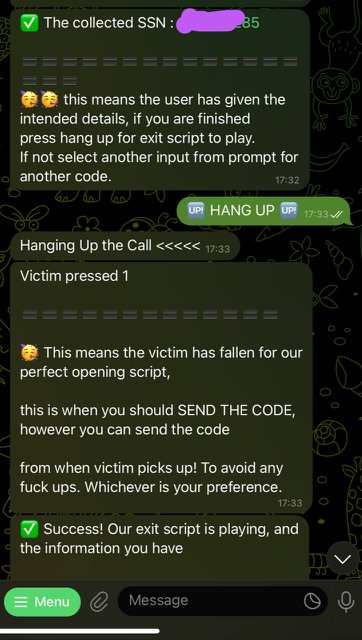 ✅ The collected SSN : 85
🥳🥳 this means the user has given the
intended details, if you are finished
press hang up for exit script to play.
If not select another input from prompt for
another code.
17:32
🆙 HANG UP 🆙 17:33
Hanging Up the Call <<<<< 17:33
Victim pressed 1
🥳 This means the victim has fallen for our
perfect opening script,
this is when you should SEND THE CODE,
however you can send the code
from when victim picks up! To avoid any
fuck ups. Whichever is your preference.
17:33
✅ Success! Our exit script is playing, and
the information you have
Menu
Message